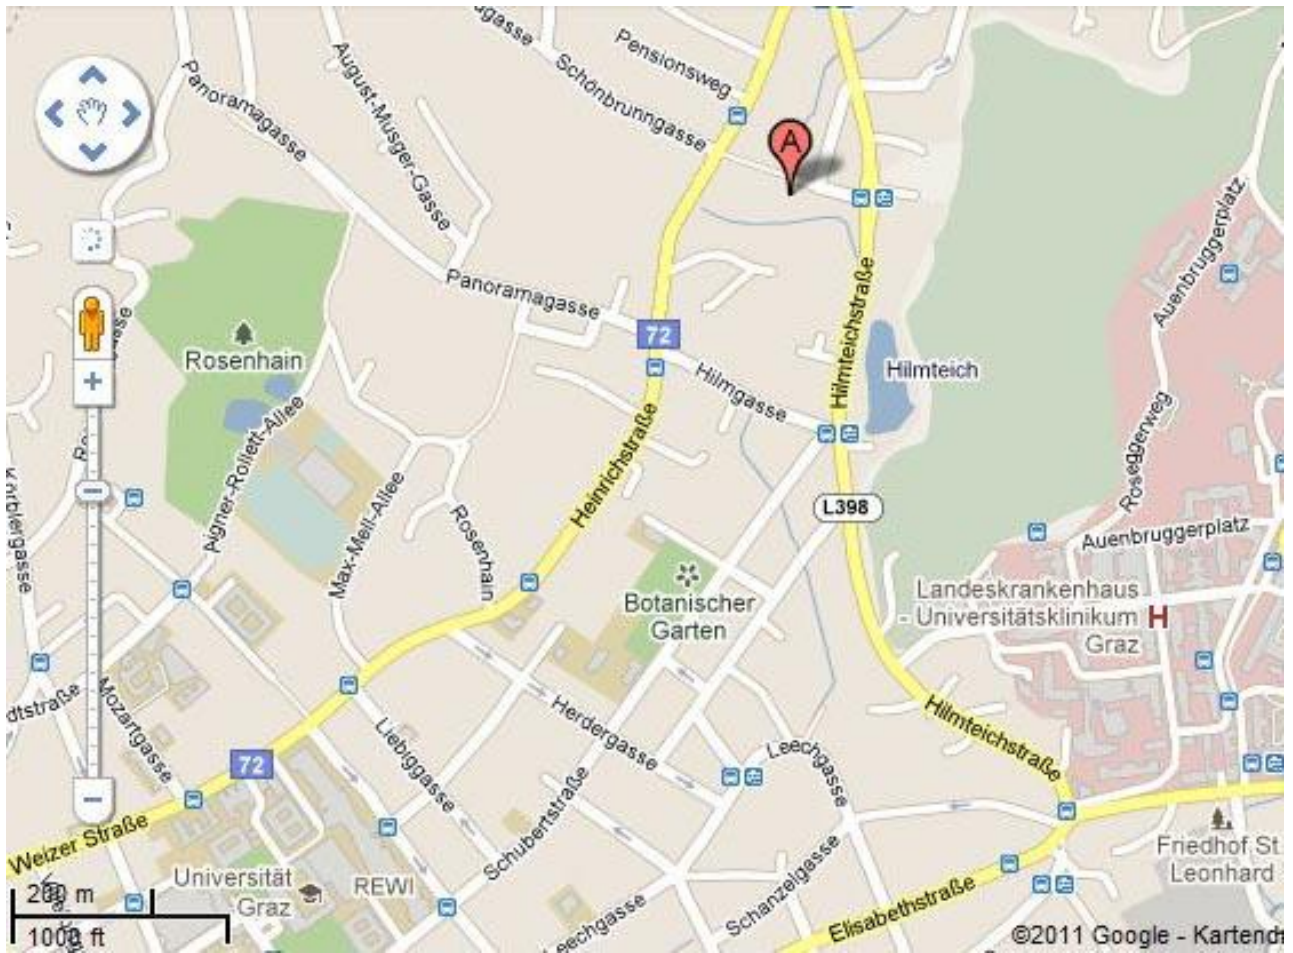 Pensionsweg
Schönbrunngasse
August-Musger-Gasse
Panoramagasse
A
Auenbruggerplatz
Panoramagasse
72
Rosenhain
Hilmteichstraße
Hilmteich
Hilmgasse
Aigner-Rollett-Allee
Heinrichstraße
Roseggerweg
Körblergasse
Max-Mell-Allee
Rosenhain
L398
Auenbruggerplatz
Botanischer
Garten
Landeskrankenhaus
- Universitätsklinikum
Graz
H
Mozartgasse
Herdergasse
Hilmteichstraße
Liebiggasse
72
Leechgasse
Schubertstraße
Weizer Straße
Universität
Graz
REWI
Schanzelgasse
Elisabethstraße
Leechgasse
Friedhof St.
Leonhard
200 m
1000 ft
©2011 Google - Kartend